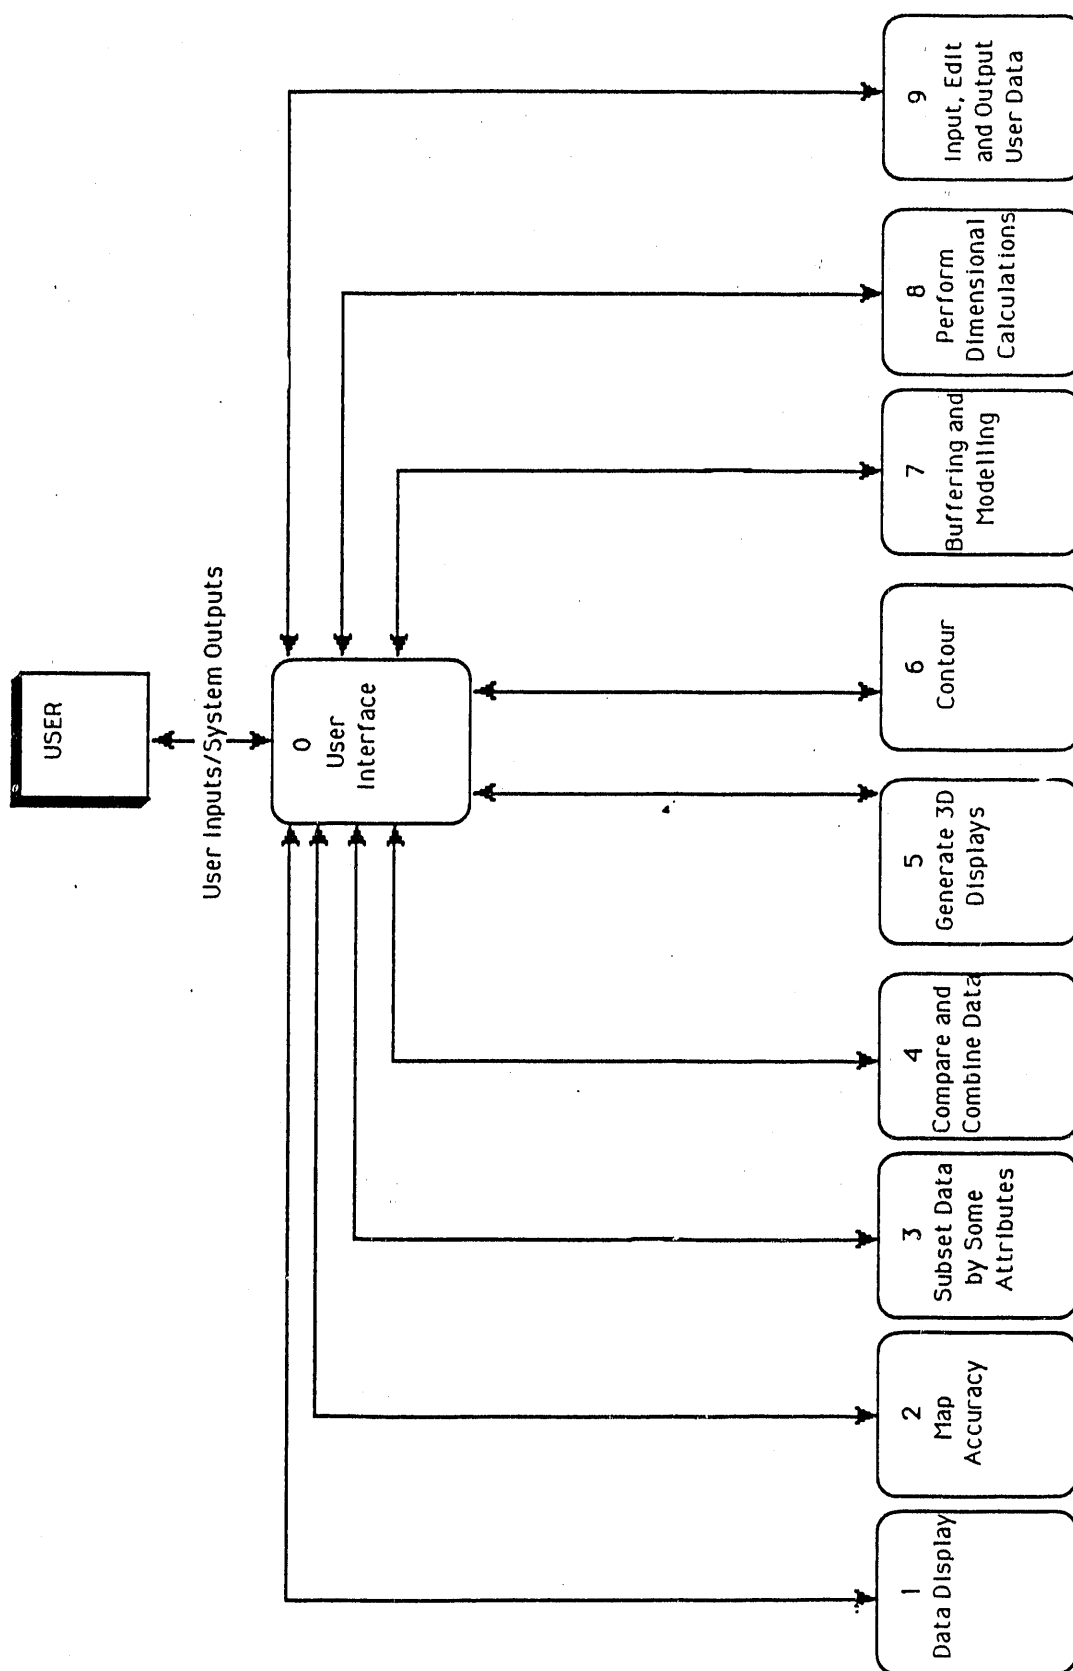 USER
User Inputs/System Outputs
0
User
Interface
1
Data Display
2
Map
Accuracy
3
Subset Data
by Some
Attributes
4
Compare and
Combine Data
5
Generate 3D
Displays
6
Contour
7
Buffering and
Modelling
8
Perform
Dimensional
Calculations
9
Input, Edit
and Output
User Data